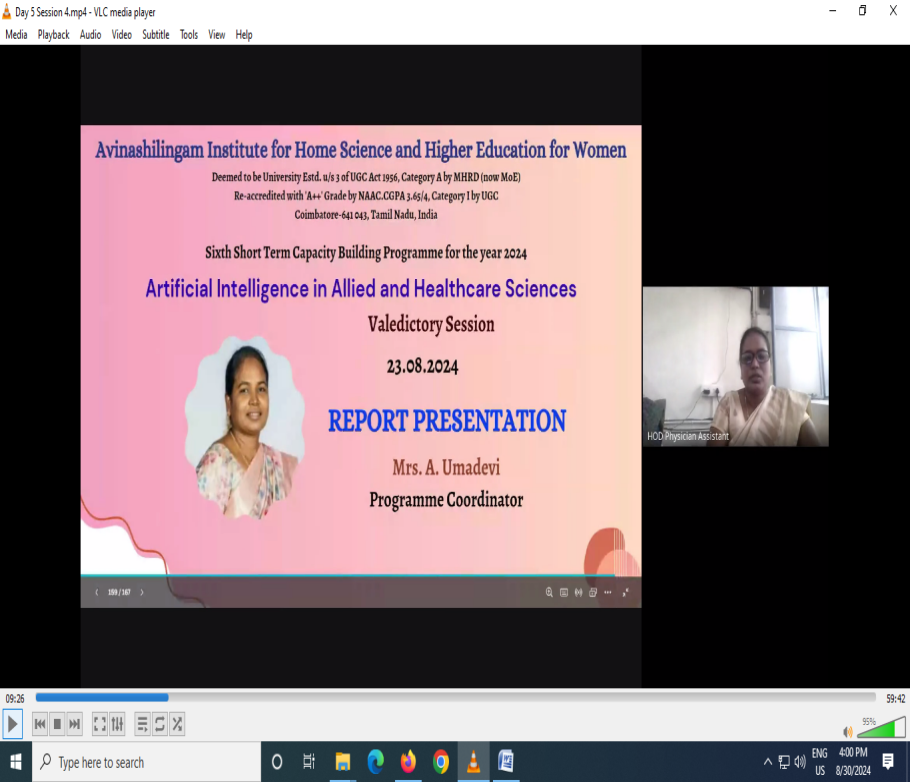 Day 5 Session 4.mp4 - VLC media player
Media Playback Audio Video Subtitle Tools View Help
Avinashilingam Institute for Home Science and Higher Education for Women
Deemed to be University Estd. u/s 3 of UGC Act 1956, Category A by MHRD (now MoE)
Re-accredited with 'A++' Grade by NAAC.CGPA 3.65/4, Category I by UGC
Coimbatore-641 043, Tamil Nadu, India
Sixth Short Term Capacity Building Programme for the year 2024
Artificial Intelligence in Allied and Healthcare Sciences
Valedictory Session
23.08.2024
REPORT PRESENTATION
Mrs. A. Umadevi
Programme Coordinator
HOD Physician Assistant
159 / 167
09:26
59:42
95%
Type here to search
ENG
US
4:00 PM
8/30/2024